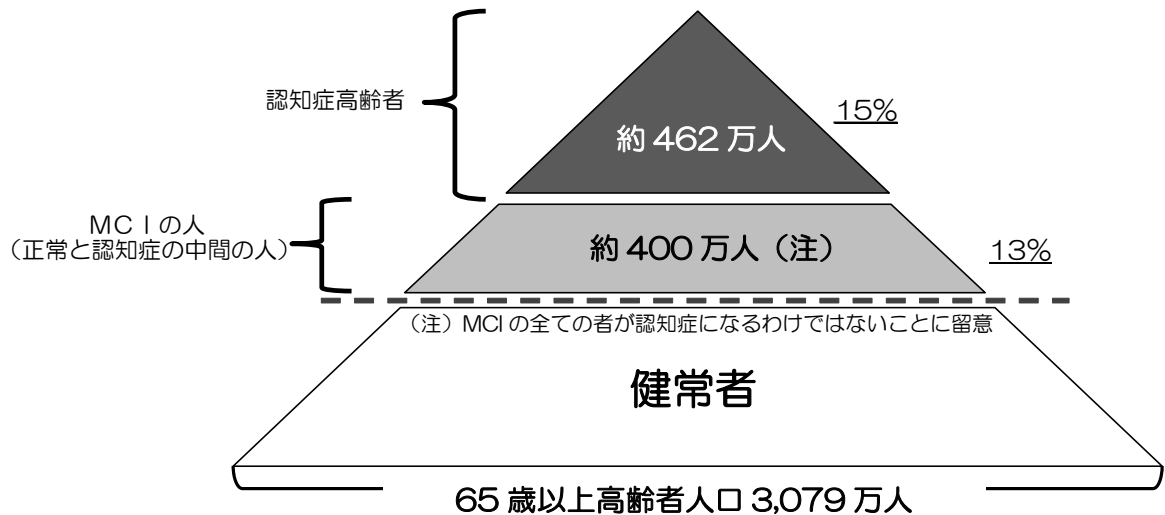 認知症高齢者
約 462 万人
15%
MCIの人
（正常と認知症の中間の人）
約 400 万人（注）
13%
（注）MCI の全ての者が認知症になるわけではないことに留意
健常者
65 歳以上高齢者人口 3,079 万人